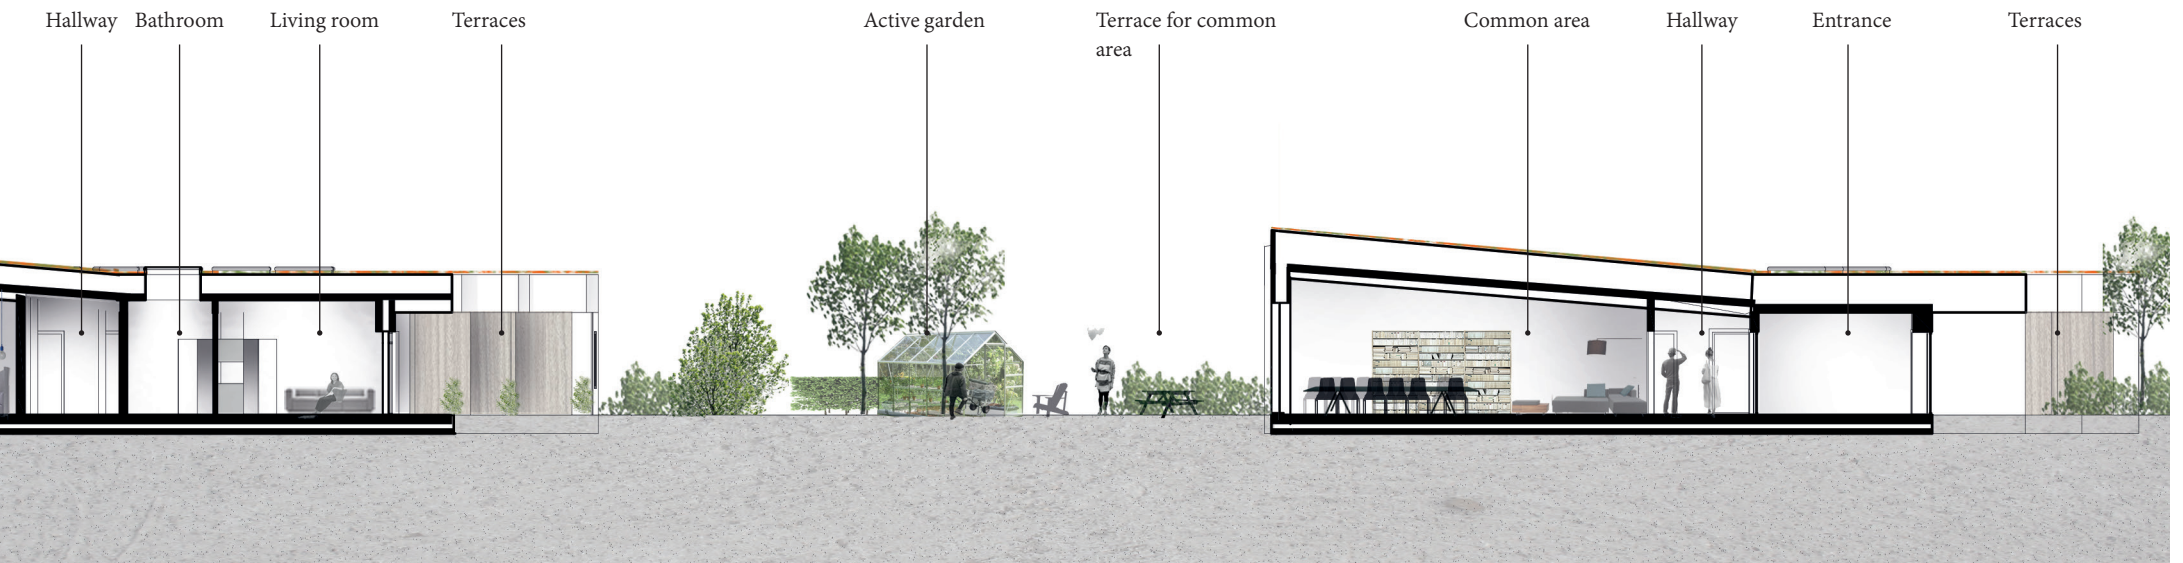 Hallway
Bathroom
Living room
Terraces
Active garden
Terrace for common
area
Common area
Hallway
Entrance
Terraces